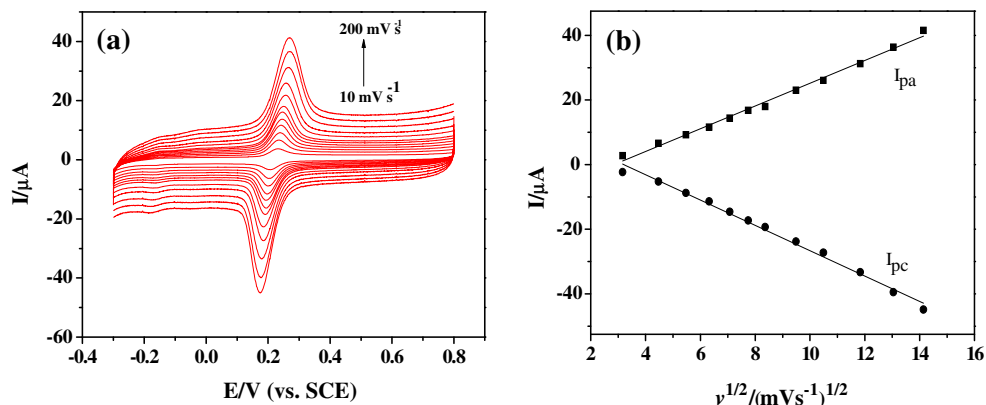 (a)
200 mV s-1
10 mV s-1
40
20
0
-20
-40
-60
-0.4 -0.2 0.0 0.2 0.4 0.6 0.8
I/µA
E/V (vs. SCE)
(b)
40
20
0
-20
-40
2 4 6 8 10 12 14 16
I/µA
Ipa
Ipc
ν1/2/(mVs-1)1/2